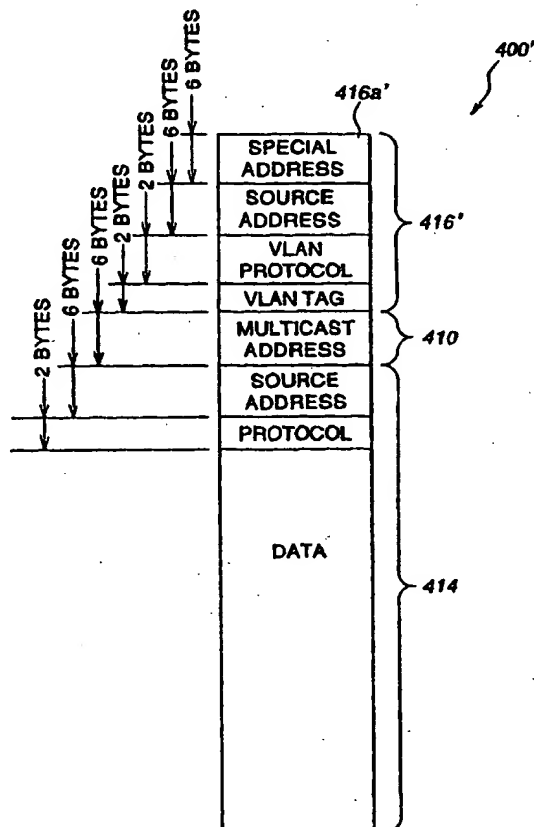 400'
416a'
6 BYTES
6 BYTES
2 BYTES
2 BYTES
6 BYTES
6 BYTES
2 BYTES
SPECIAL
ADDRESS
SOURCE
ADDRESS
VLAN
PROTOCOL
VLAN TAG
MULTICAST
ADDRESS
SOURCE
ADDRESS
PROTOCOL
DATA
416'
410
414